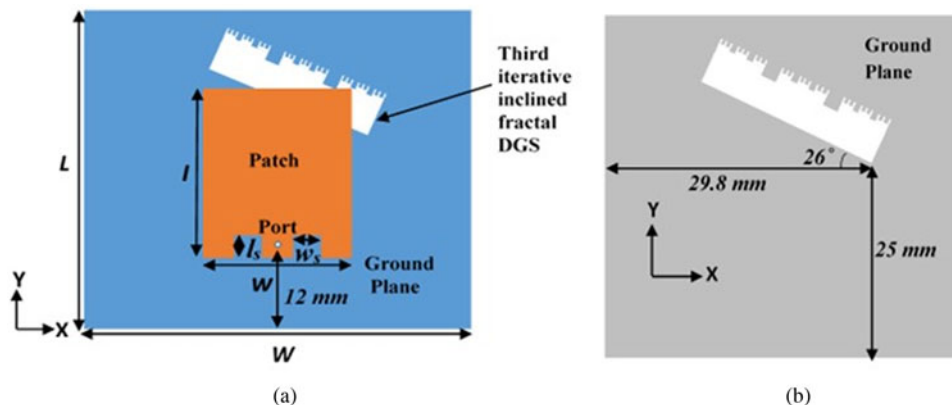 L
l
Patch
Port
lₛ
wₛ
w
12 mm
Ground
Plane
Third
iterative
inclined
fractal
DGS
Y
X
W
(a)
Ground
Plane
26°
29.8 mm
Y
X
25 mm
(b)